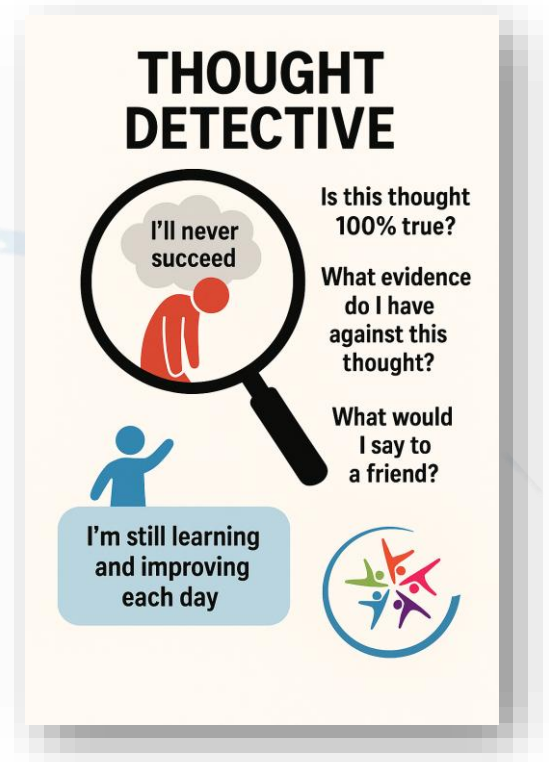 THOUGHT
DETECTIVE
I'll never
succeed
Is this thought
100% true?
What evidence
do I have
against this
thought?
What would
I say to
a friend?
I'm still learning
and improving
each day